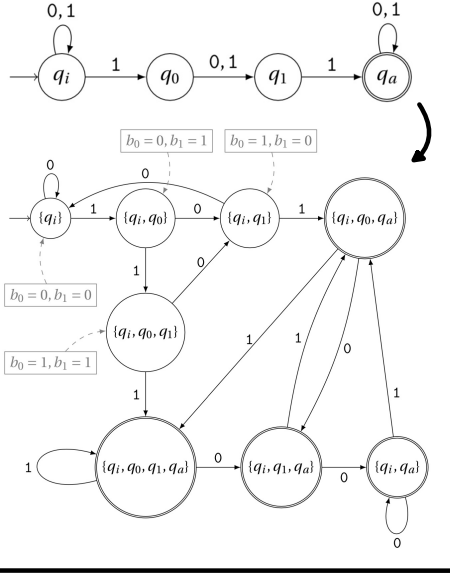 0,1
0,1
q_i
1
q_0
0,1
q_1
1
q_a
b_0 = 0, b_1 = 1
b_0 = 1, b_1 = 0
0
0
{q_i}
1
{q_i, q_0}
0
{q_i, q_1}
1
{q_i, q_0, q_a}
1
0
b_0 = 0, b_1 = 0
{q_i, q_0, q_1}
b_0 = 1, b_1 = 1
1
1
0
1
1
1
{q_i, q_0, q_1, q_a}
0
{q_i, q_1, q_a}
0
{q_i, q_a}
0